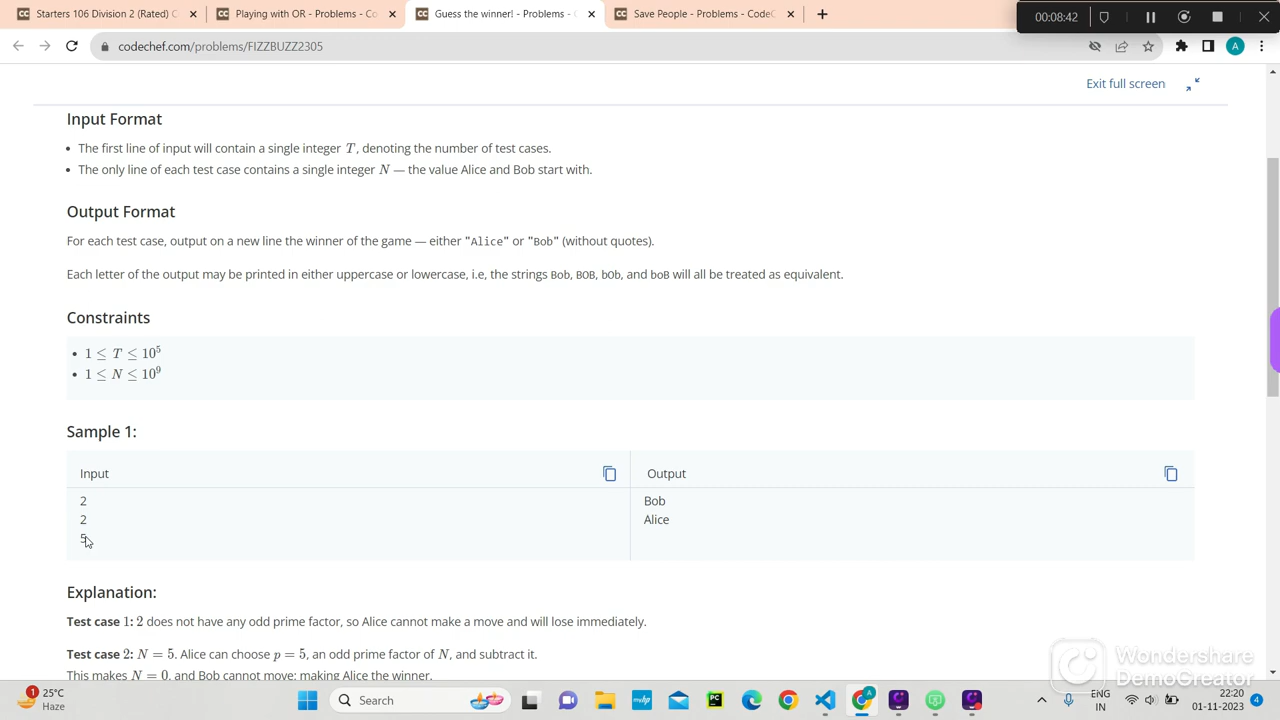 Starters 106 Division 2 (Rated) C
Playing with OR - Problems - Co
Guess the winner! - Problems - C
Save People - Problems - CodeC
00:08:42
codechef.com/problems/FIZZBUZZ2305
A
Exit full screen
Input Format
• The first line of input will contain a single integer T, denoting the number of test cases.
• The only line of each test case contains a single integer N — the value Alice and Bob start with.
Output Format
For each test case, output on a new line the winner of the game — either "Alice" or "Bob" (without quotes).
Each letter of the output may be printed in either uppercase or lowercase, i.e, the strings Bob, BOB, bOb, and boB will all be treated as equivalent.
Constraints
• 1 ≤ T ≤ 10^5
• 1 ≤ N ≤ 10^9
Sample 1:
Input
Output
2
Bob
2
Alice
5
Explanation:
Test case 1: 2 does not have any odd prime factor, so Alice cannot make a move and will lose immediately.
Test case 2: N = 5. Alice can choose p = 5, an odd prime factor of N, and subtract it.
This makes N = 0, and Bob cannot move; making Alice the winner.
Wondershare
DemoCreator
1
25°C
Haze
Search
ENG
IN
22:20
01-11-2023
4